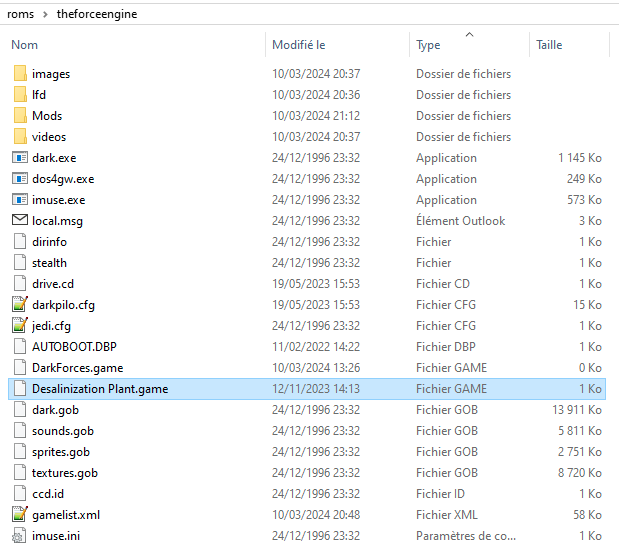 roms > theforceengine
Nom Modifié le Type Taille
images 10/03/2024 20:37 Dossier de fichiers
lfd 10/03/2024 20:36 Dossier de fichiers
Mods 10/03/2024 21:12 Dossier de fichiers
videos 10/03/2024 20:37 Dossier de fichiers
dark.exe 24/12/1996 23:32 Application 1 145 Ko
dos4gw.exe 24/12/1996 23:32 Application 249 Ko
imuse.exe 24/12/1996 23:32 Application 573 Ko
local.msg 24/12/1996 23:32 Élément Outlook 3 Ko
dirinfo 24/12/1996 23:32 Fichier 1 Ko
stealth 24/12/1996 23:32 Fichier 1 Ko
drive.cd 19/05/2023 15:53 Fichier CD 1 Ko
darkpilo.cfg 19/05/2023 15:53 Fichier CFG 15 Ko
jedi.cfg 24/12/1996 23:32 Fichier CFG 1 Ko
AUTOBOOT.DBP 11/02/2022 14:22 Fichier DBP 1 Ko
DarkForces.game 10/03/2024 13:26 Fichier GAME 0 Ko
Desalinization Plant.game 12/11/2023 14:13 Fichier GAME 1 Ko
dark.gob 24/12/1996 23:32 Fichier GOB 13 911 Ko
sounds.gob 24/12/1996 23:32 Fichier GOB 5 811 Ko
sprites.gob 24/12/1996 23:32 Fichier GOB 2 751 Ko
textures.gob 24/12/1996 23:32 Fichier GOB 8 720 Ko
ccd.id 24/12/1996 23:32 Fichier ID 1 Ko
gamelist.xml 10/03/2024 20:48 Fichier XML 58 Ko
imuse.ini 24/12/1996 23:32 Paramètres de co... 1 Ko